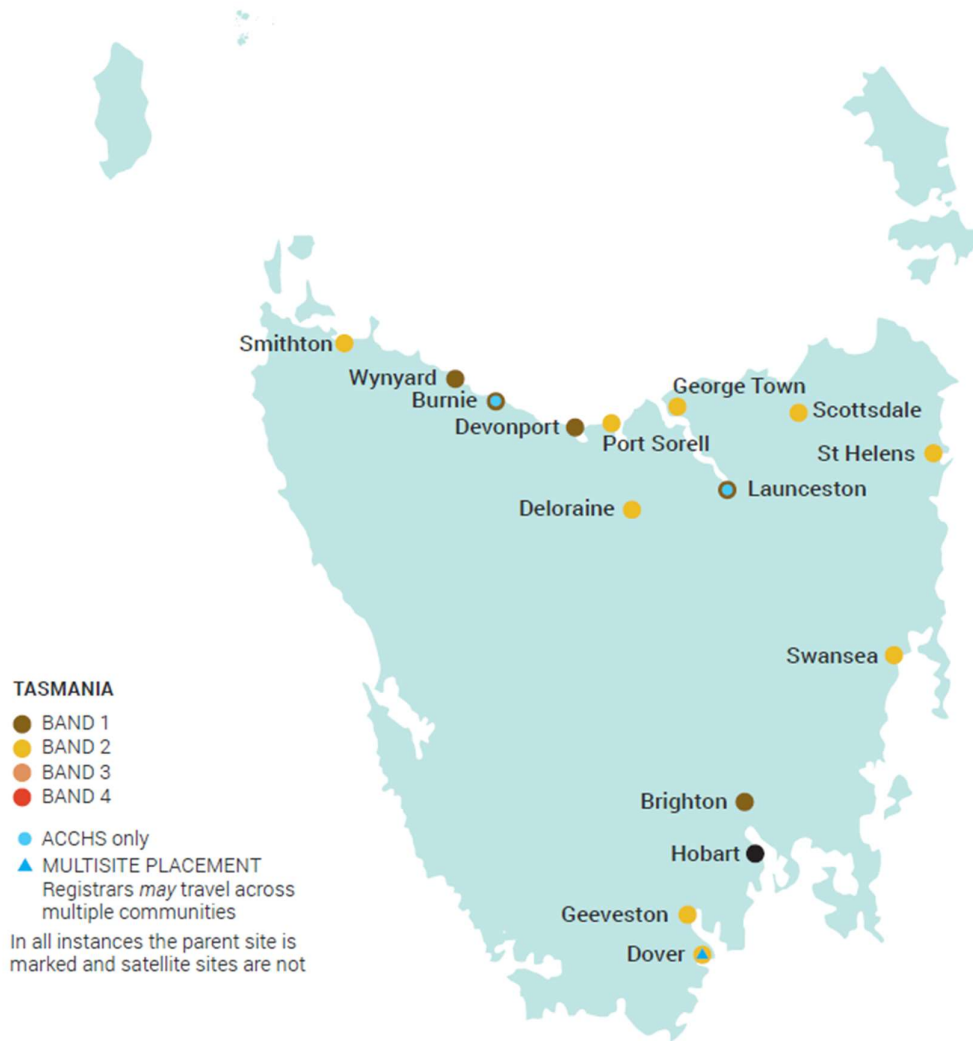 Smithton
Wynyard
Burnie
Devonport
George Town
Port Sorell
Scottsdale
St Helens
Launceston
Deloraine
Swansea
TASMANIA
BAND 1
BAND 2
BAND 3
BAND 4
ACCHS only
MULTISITE PLACEMENT
Registrars may travel across
multiple communities
In all instances the parent site is
marked and satellite sites are not
Brighton
Hobart
Geeveston
Dover